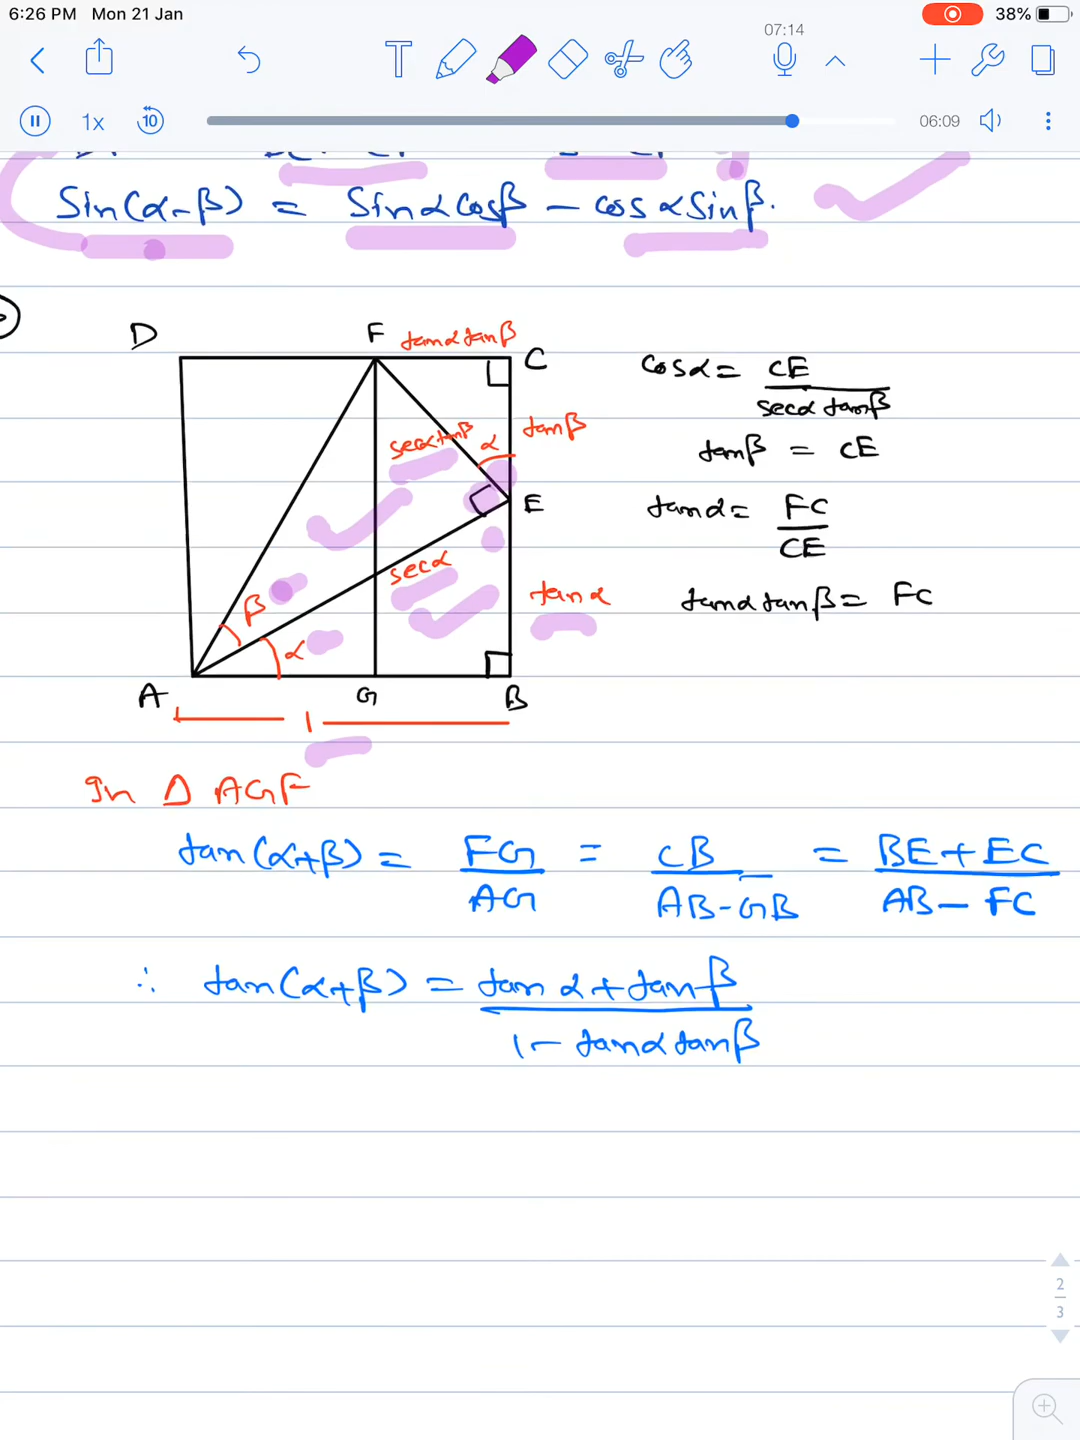 6:26 PM Mon 21 Jan 38%
07:14
T
1x 10 06:09
Sin(α-β) = Sinα Cosβ - cosα Sinβ.
D F tanα tanβ C
cosα = CE / secα tanβ
secα tanβ α tanβ
tanβ = CE
E
tanα = FC / CE
secα
tanα
tanα tanβ = FC
β
α
A G B
1
In Δ AGF
tan(α+β) = FG / AG = CB / AB-GB = BE+EC / AB-FC
∴ tan(α+β) = tanα + tanβ / 1 - tanα tanβ
2
3